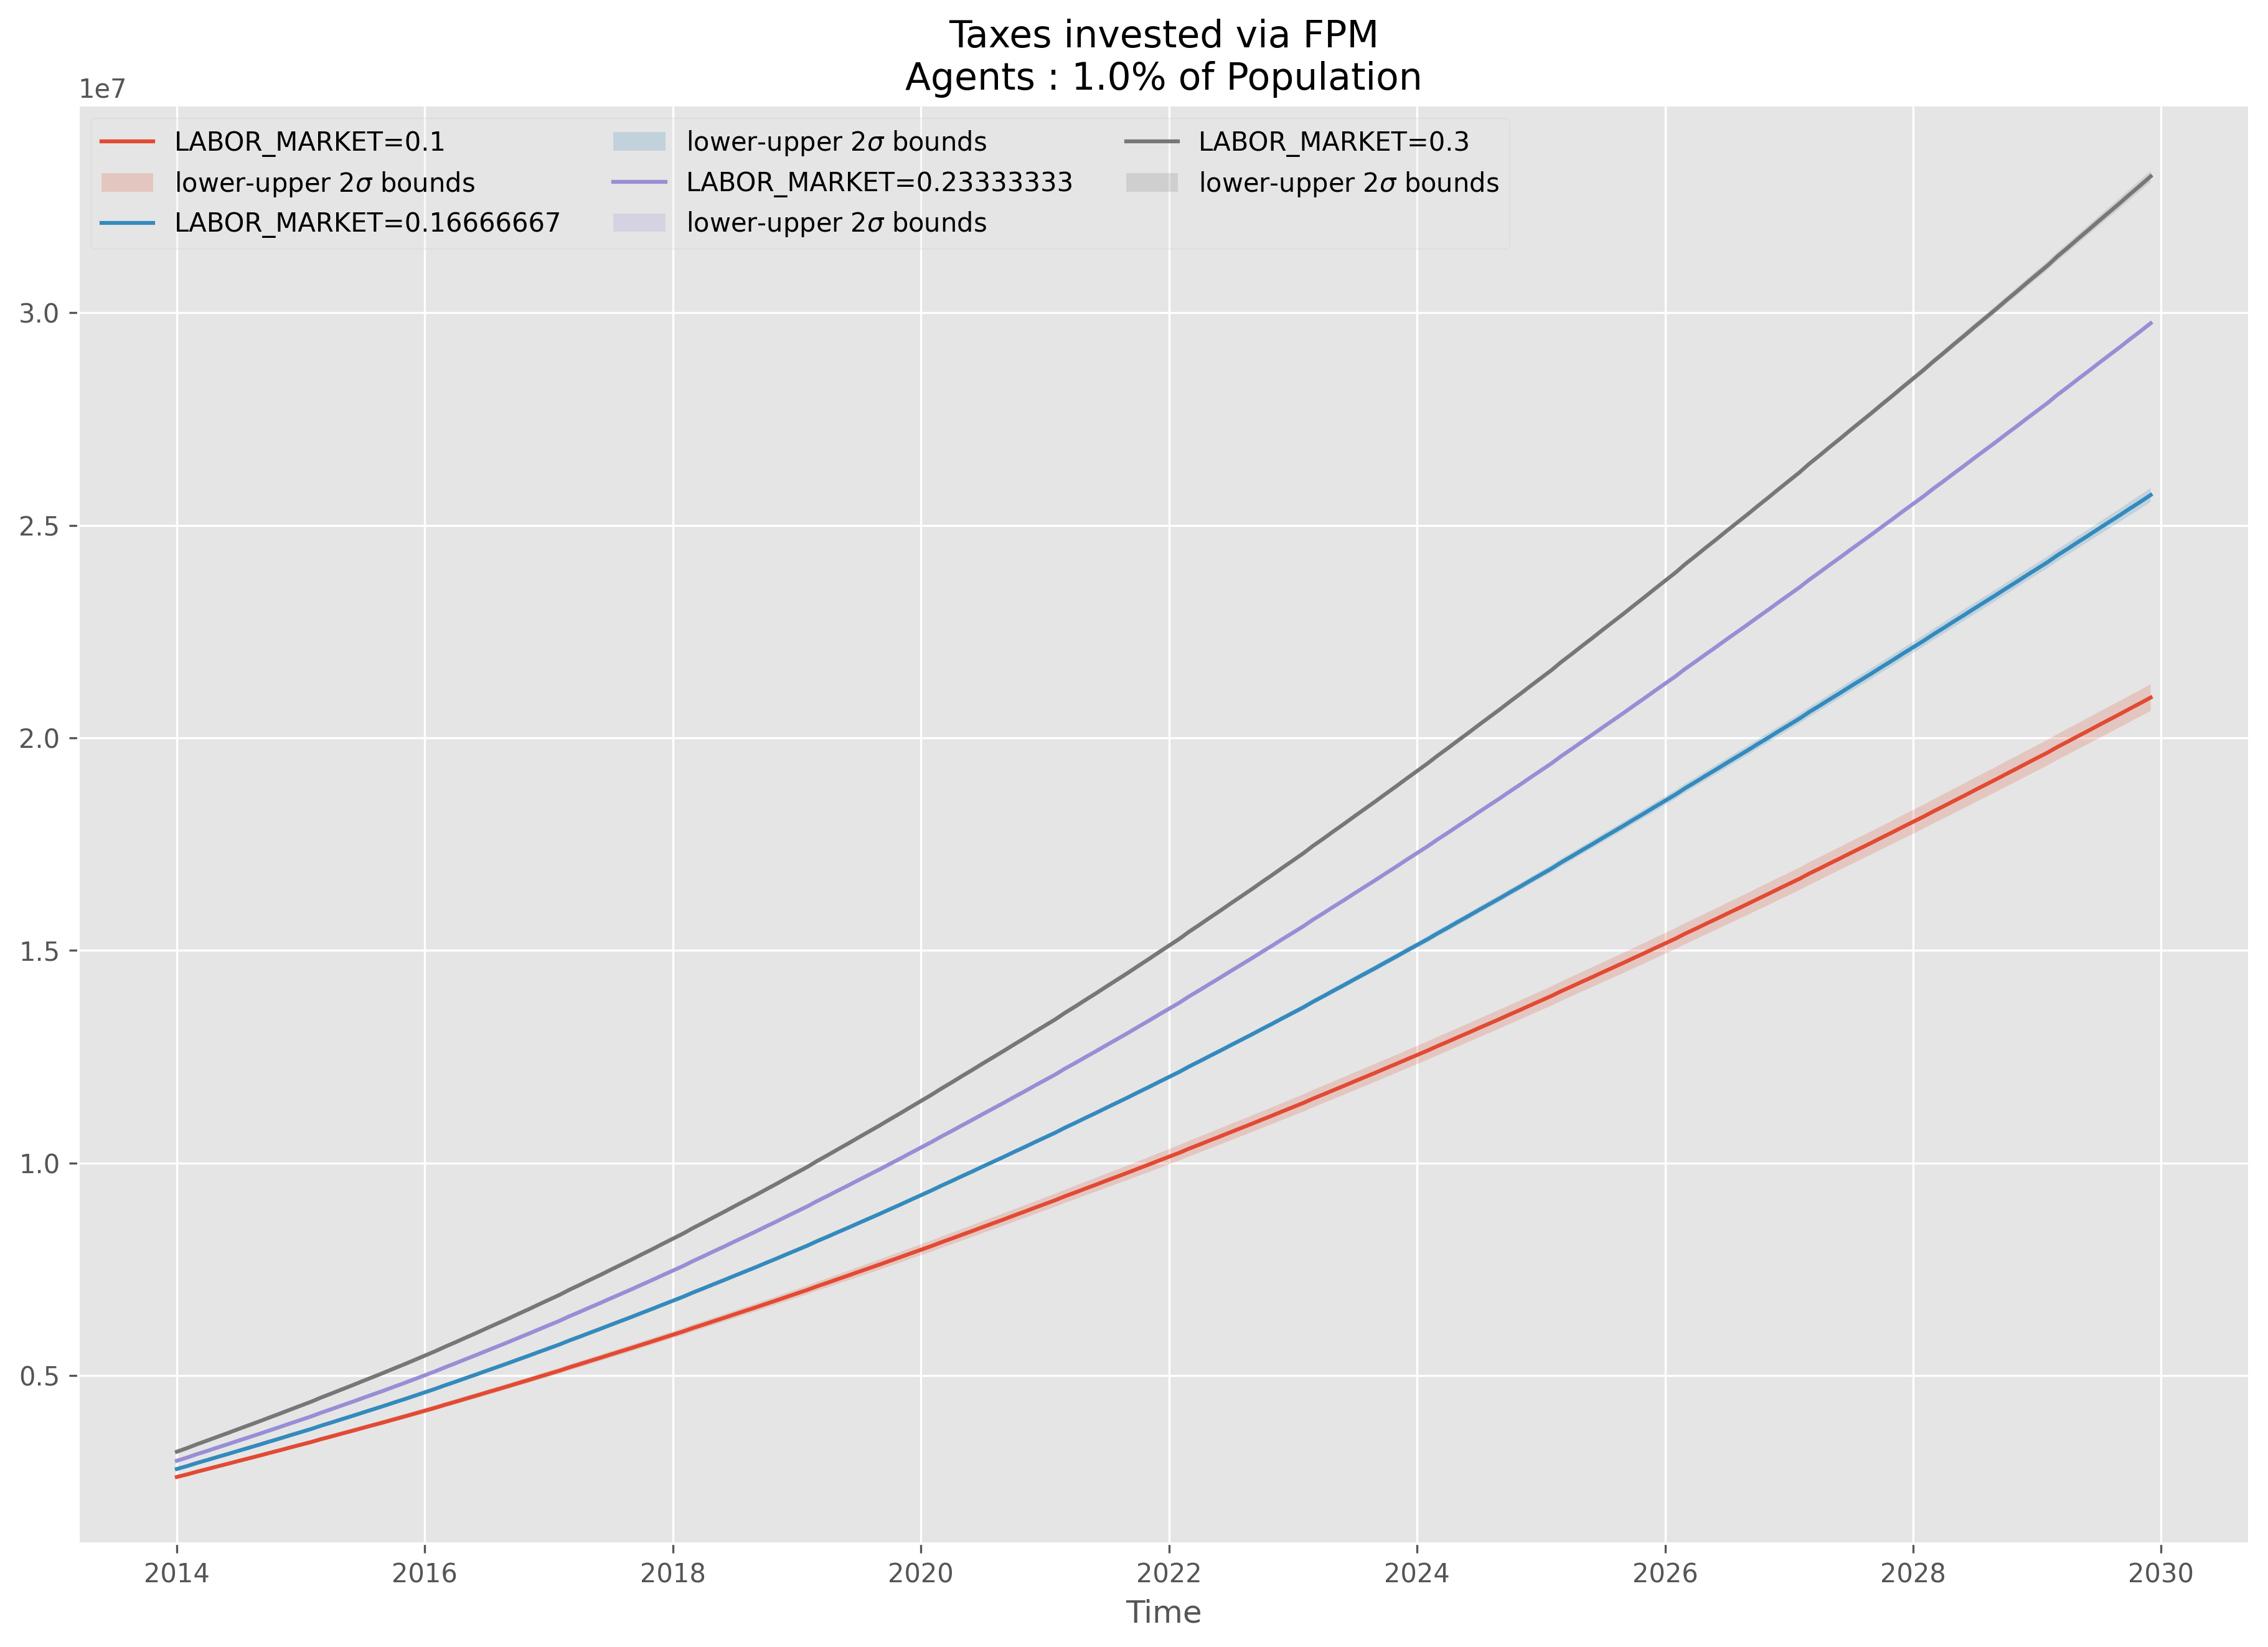 Taxes invested via FPM
Agents : 1.0% of Population
1e7
LABOR_MARKET=0.1
lower-upper 2σ bounds
LABOR_MARKET=0.16666667
lower-upper 2σ bounds
LABOR_MARKET=0.23333333
lower-upper 2σ bounds
LABOR_MARKET=0.3
lower-upper 2σ bounds
3.0
2.5
2.0
1.5
1.0
0.5
2014 2016 2018 2020 2022 2024 2026 2028 2030
Time